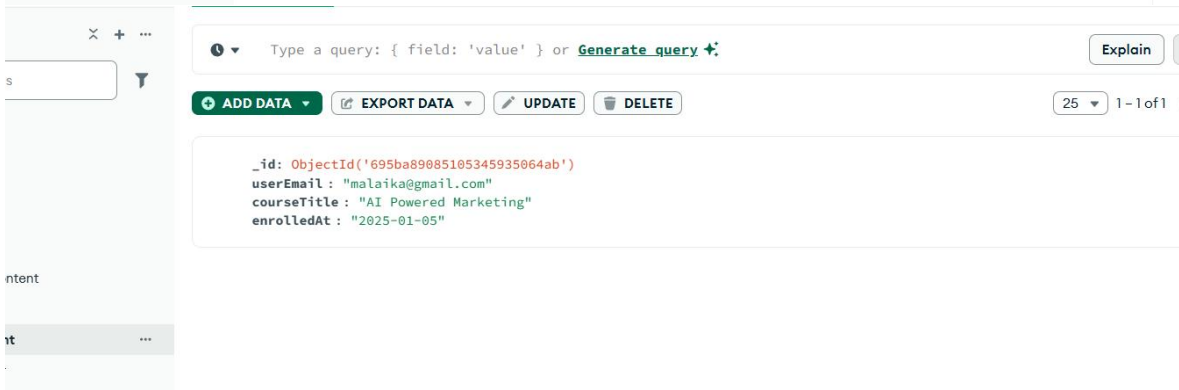 Type a query: { field: 'value' } or Generate query
Explain
s
ADD DATA
EXPORT DATA
UPDATE
DELETE
25
1 – 1 of 1
_id: ObjectId('695ba89085105345935064ab')
userEmail : "malaika@gmail.com"
courseTitle : "AI Powered Marketing"
enrolledAt : "2025-01-05"
ontent
nt